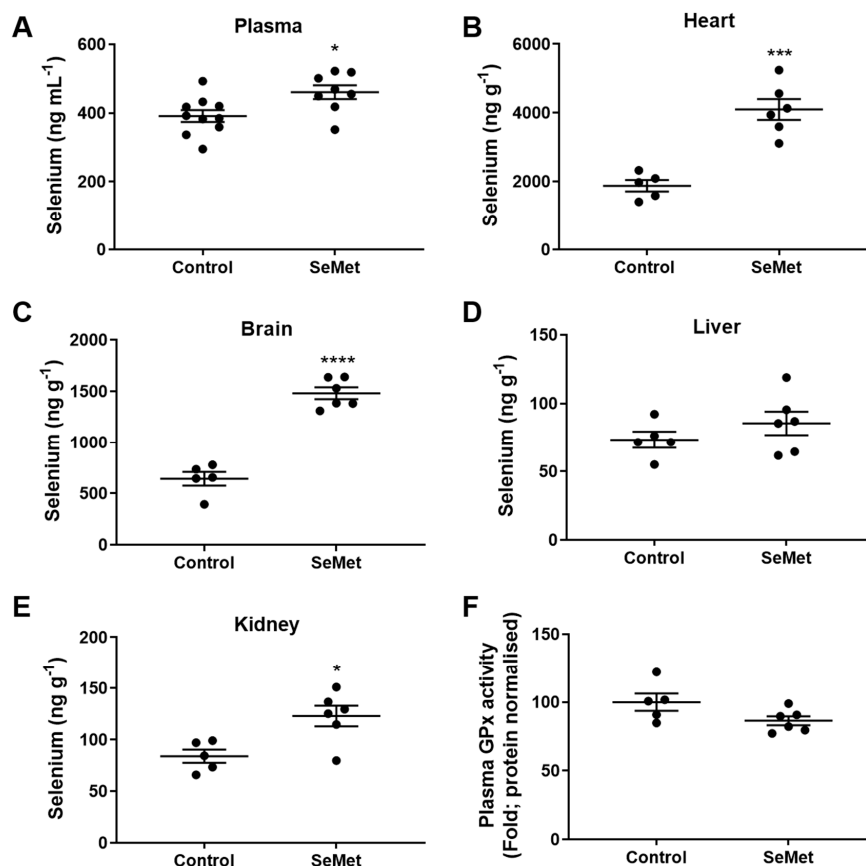 A
Plasma
*
Selenium (ng mL⁻¹)
600
400
200
0
Control SeMet
B
Heart
***
Selenium (ng g⁻¹)
6000
4000
2000
0
Control SeMet
C
Brain
****
Selenium (ng g⁻¹)
2000
1500
1000
500
0
Control SeMet
D
Liver
Selenium (ng g⁻¹)
150
100
50
0
Control SeMet
E
Kidney
*
Selenium (ng g⁻¹)
200
150
100
50
0
Control SeMet
F
Plasma GPx activity
(Fold; protein normalised)
150
100
50
0
Control SeMet